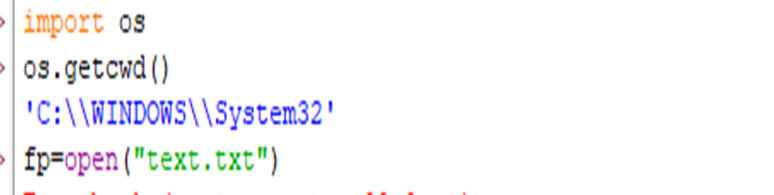 import os
os.getcwd()
'C:\\WINDOWS\\System32'
fp=open("text.txt")